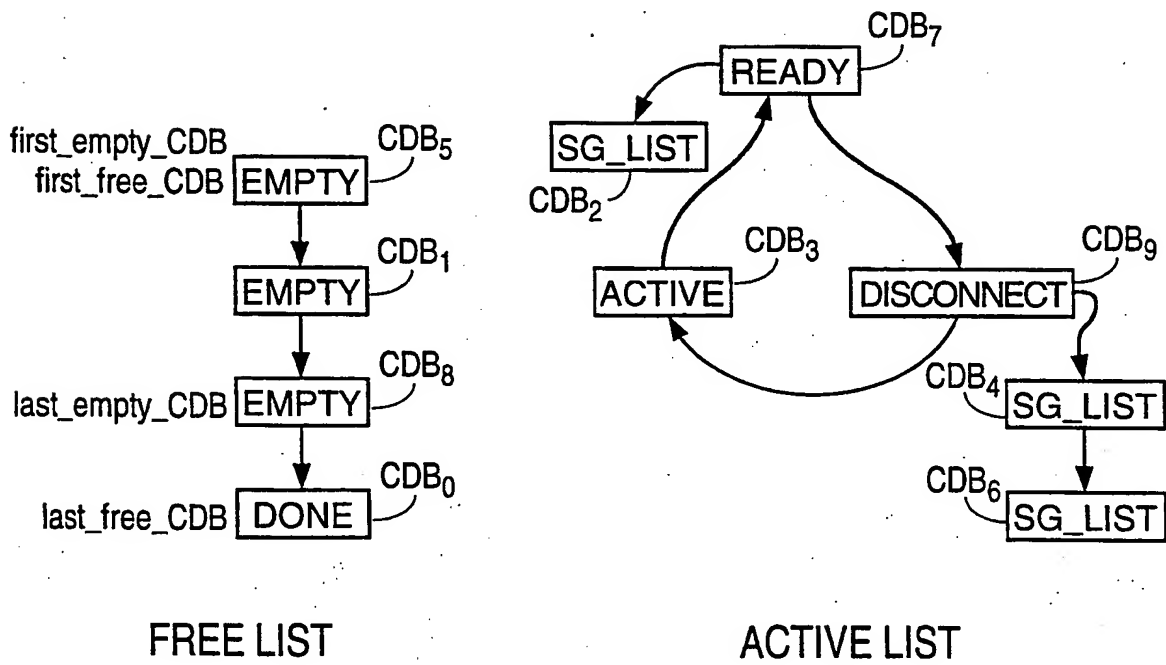 first_empty_CDB
first_free_CDB
EMPTY
CDB5
EMPTY
CDB1
last_empty_CDB
EMPTY
CDB8
last_free_CDB
DONE
CDB0
FREE LIST
READY
CDB7
SG_LIST
CDB2
ACTIVE
CDB3
DISCONNECT
CDB9
CDB4
SG_LIST
CDB6
SG_LIST
ACTIVE LIST